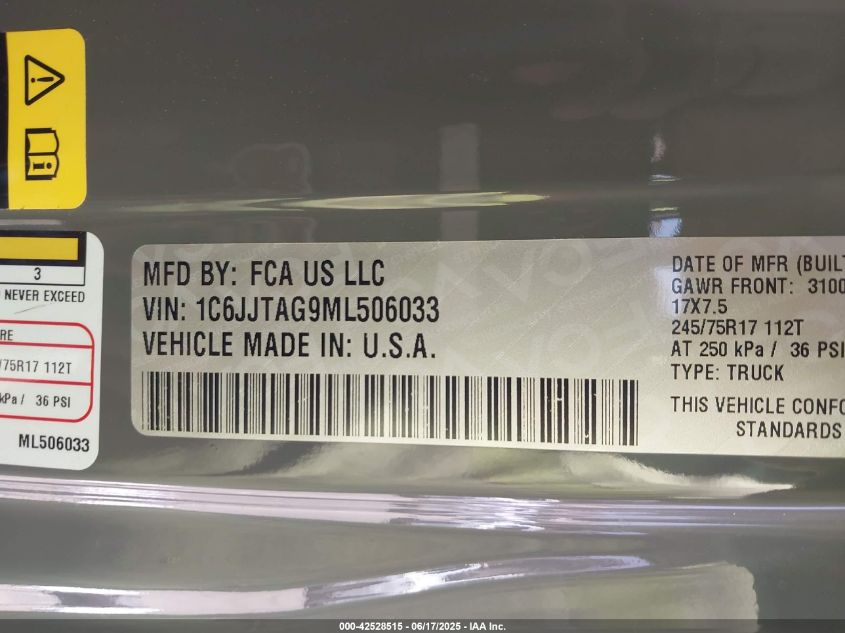 3
NEVER EXCEED
RE
/75R17 112T
kPa / 36 PSI
ML506033
MFD BY: FCA US LLC
VIN: 1C6JJTAG9ML506033
VEHICLE MADE IN: U.S.A.
DATE OF MFR (BUILT
GAWR FRONT: 3100
17X7.5
245/75R17 112T
AT 250 kPa / 36 PSI
TYPE: TRUCK
THIS VEHICLE CONFO
STANDARDS
000-42528515 - 06/17/2025 - IAA Inc.